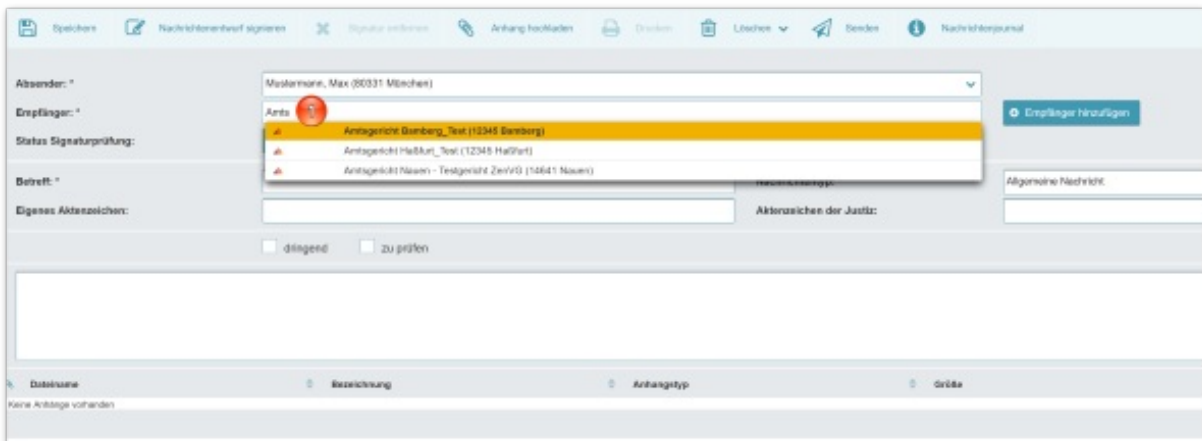 Speichern Nachrichtenentwurf signieren Signatur entfernen Anhang hochladen Drucken Löschen Senden Nachrichtenjournal
Absender: * Mustermann, Max (80331 München)
Empfänger: * Amts 1 Empfänger hinzufügen
Amtsgericht Bamberg_Test (12345 Bamberg)
Status Signaturprüfung:
Amtsgericht Haßfurt_Test (12345 Haßfurt)
Amtsgericht Nauen - Testgericht ZenVG (14641 Nauen)
Betreff: * Nachrichtentyp: Allgemeine Nachricht
Eigenes Aktenzeichen: Aktenzeichen der Justiz:
dringend zu prüfen
Dateiname Bezeichnung Anhangstyp Größe
Keine Anhänge vorhanden